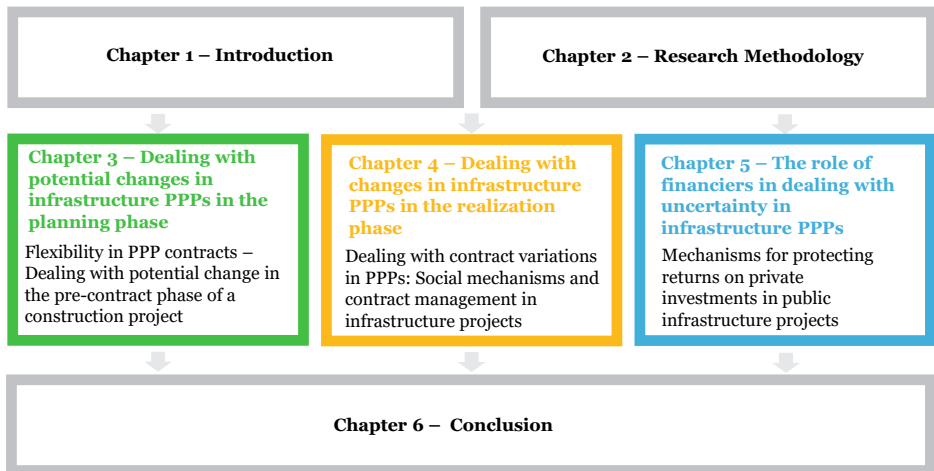 Chapter 1 – Introduction
Chapter 2 – Research Methodology
Chapter 3 – Dealing with
potential changes in
infrastructure PPPs in the
planning phase
Flexibility in PPP contracts –
Dealing with potential change in
the pre-contract phase of a
construction project
Chapter 4 – Dealing with
changes in infrastructure
PPPs in the realization
phase
Dealing with contract variations
in PPPs: Social mechanisms and
contract management in
infrastructure projects
Chapter 5 – The role of
financiers in dealing with
uncertainty in
infrastructure PPPs
Mechanisms for protecting
returns on private
investments in public
infrastructure projects
Chapter 6 – Conclusion